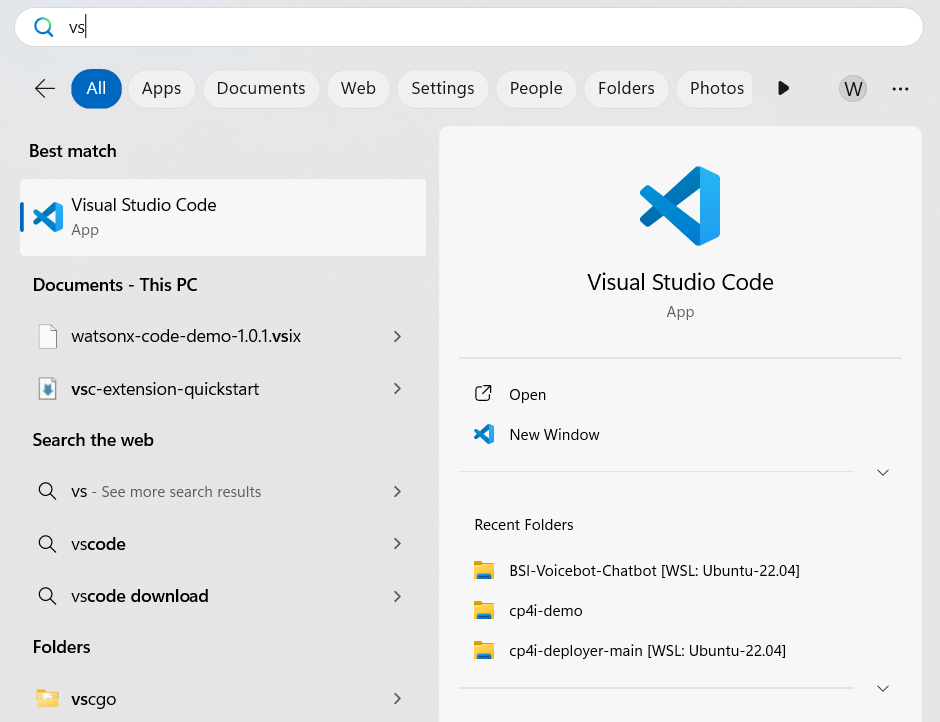 vs
All
Apps
Documents
Web
Settings
People
Folders
Photos
W
Best match
Visual Studio Code
App
Documents - This PC
watsonx-code-demo-1.0.1.vsix
vsc-extension-quickstart
Search the web
vs - See more search results
vscode
vscode download
Folders
vscgo
Visual Studio Code
App
Open
New Window
Recent Folders
BSI-Voicebot-Chatbot [WSL: Ubuntu-22.04]
cp4i-demo
cp4i-deployer-main [WSL: Ubuntu-22.04]